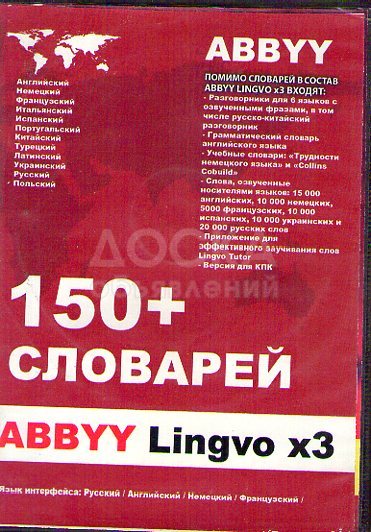 ABBYY
Английский
Немецкий
Французский
Итальянский
Испанский
Португальский
Китайский
Турецкий
Латинский
Украинский
Русский
Польский
ПОМИМО СЛОВАРЕЙ В СОСТАВ
ABBYY LINGVO x3 ВХОДЯТ:
- Разговорники для 6 языков с
озвученными фразами, в том
числе русско-китайский
разговорник
- Грамматический словарь
английского языка
- Учебные словари: «Трудности
немецкого языка» и «Collins
Cobuild»
- Слова, озвученные
носителями языков: 15 000
английских, 10 000 немецких,
5000 французских, 10 000
испанских, 10 000 украинских и
20 000 русских слов
- Приложение для
эффективного заучивания слов
Lingvo Tutor
- Версия для КПК
ДОСКА
объявлений
150+
СЛОВАРЕЙ
ABBYY Lingvo x3
Язык интерфейса: Русский / Английский / Немецкий / Французский /